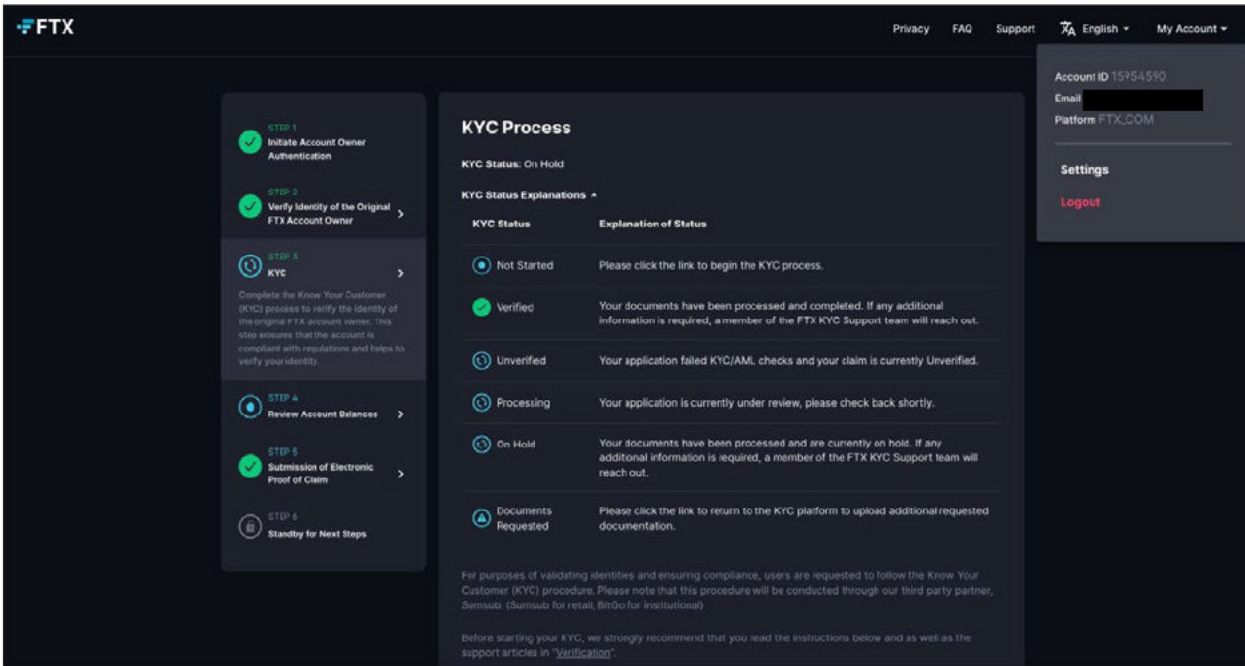 FTX
Privacy FAQ Support English My Account
Account ID 15954590
Email
Platform FTX_COM
Settings
Logout
STEP 1
Initiate Account Owner
Authentication
STEP 2
Verify Identity of the Original
FTX Account Owner
STEP 3
KYC
Complete the Know Your Customer
(KYC) process to verify the identity of
the original FTX account owner. This
step ensures that the account is
compliant with regulations and helps to
verify your identity.
STEP 4
Review Account Balances
STEP 5
Submission of Electronic
Proof of Claim
STEP 6
Standby for Next Steps
KYC Process
KYC Status: On Hold
KYC Status Explanations
KYC Status Explanation of Status
Not Started Please click the link to begin the KYC process.
Verified Your documents have been processed and completed. If any additional
information is required, a member of the FTX KYC Support team will reach out.
Unverified Your application failed KYC/AML checks and your claim is currently Unverified.
Processing Your application is currently under review, please check back shortly.
On Hold Your documents have been processed and are currently on hold. If any
additional information is required, a member of the FTX KYC Support team will
reach out.
Documents Requested Please click the link to return to the KYC platform to upload additional requested
documentation.
For purposes of validating identities and ensuring compliance, users are requested to follow the Know Your
Customer (KYC) procedure. Please note that this procedure will be conducted through our third party partner,
Sumsub. (Sumsub for retail, BitGo for institutional)
Before starting your KYC, we strongly recommend that you read the instructions below and as well as the
support articles in "Verification".